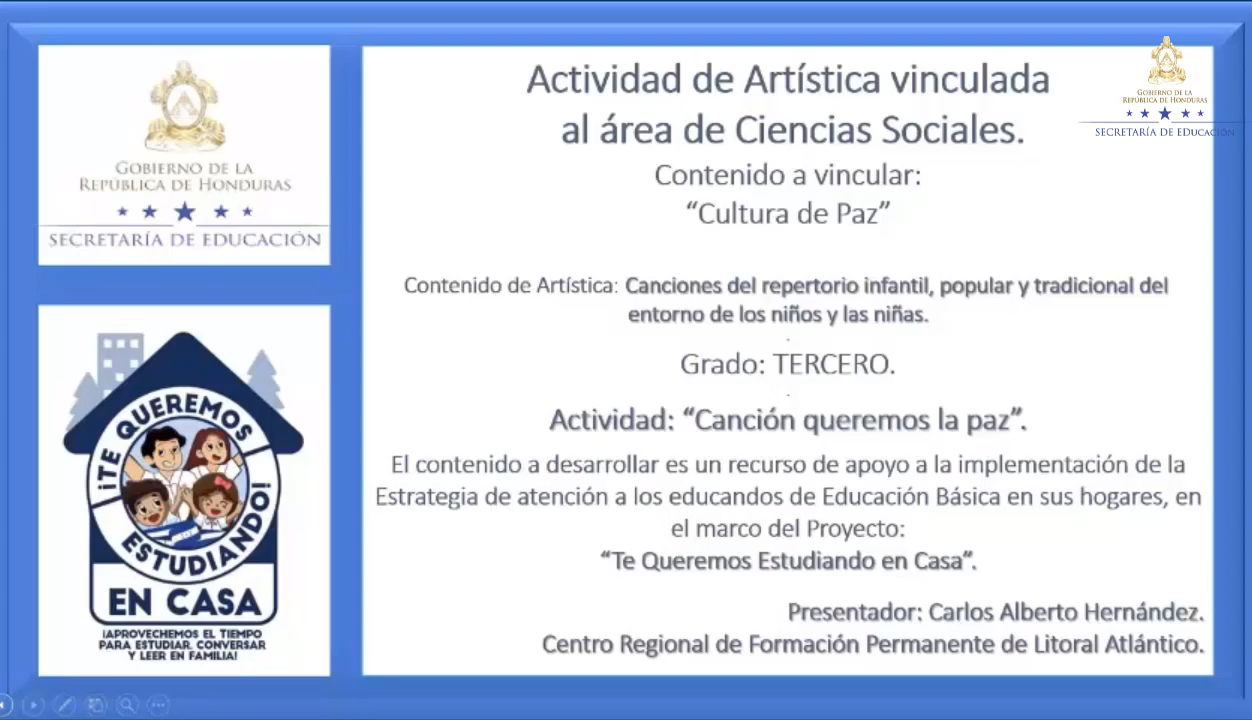 GOBIERNO DE LA
REPÚBLICA DE HONDURAS
SECRETARÍA DE EDUCACIÓN
¡TE QUEREMOS
ESTUDIANDO!
EN CASA
¡APROVECHEMOS EL TIEMPO
PARA ESTUDIAR, CONVERSAR
Y LEER EN FAMILIA!
Actividad de Artística vinculada
al área de Ciencias Sociales.
Contenido a vincular:
“Cultura de Paz”
Contenido de Artística: Canciones del repertorio infantil, popular y tradicional del
entorno de los niños y las niñas.
.
Grado: TERCERO.
.
Actividad: “Canción queremos la paz”.
El contenido a desarrollar es un recurso de apoyo a la implementación de la
Estrategia de atención a los educandos de Educación Básica en sus hogares, en
el marco del Proyecto:
“Te Queremos Estudiando en Casa”.
Presentador: Carlos Alberto Hernández.
Centro Regional de Formación Permanente de Litoral Atlántico.
GOBIERNO DE LA
REPÚBLICA DE HONDURAS
SECRETARÍA DE EDUCACIÓN